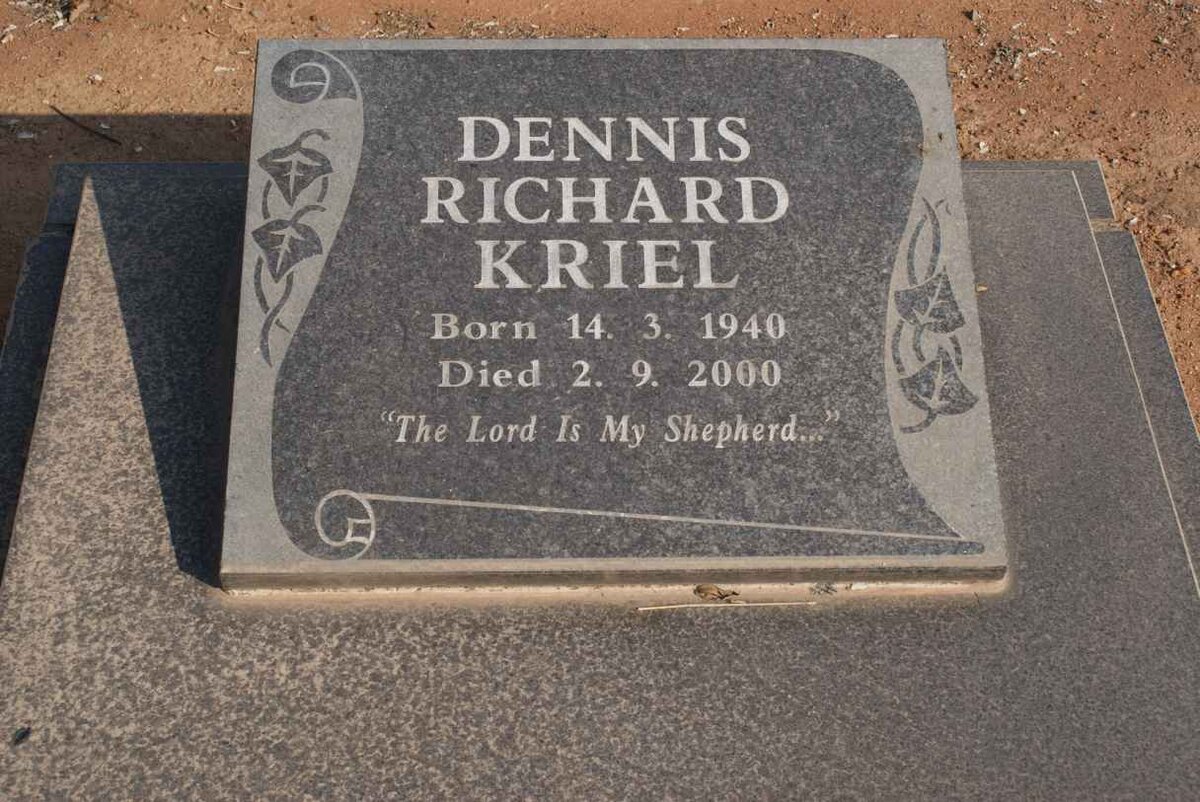 DENNIS
RICHARD
KRIEL
Born 14. 3. 1940
Died 2. 9. 2000
“The Lord Is My Shepherd...”